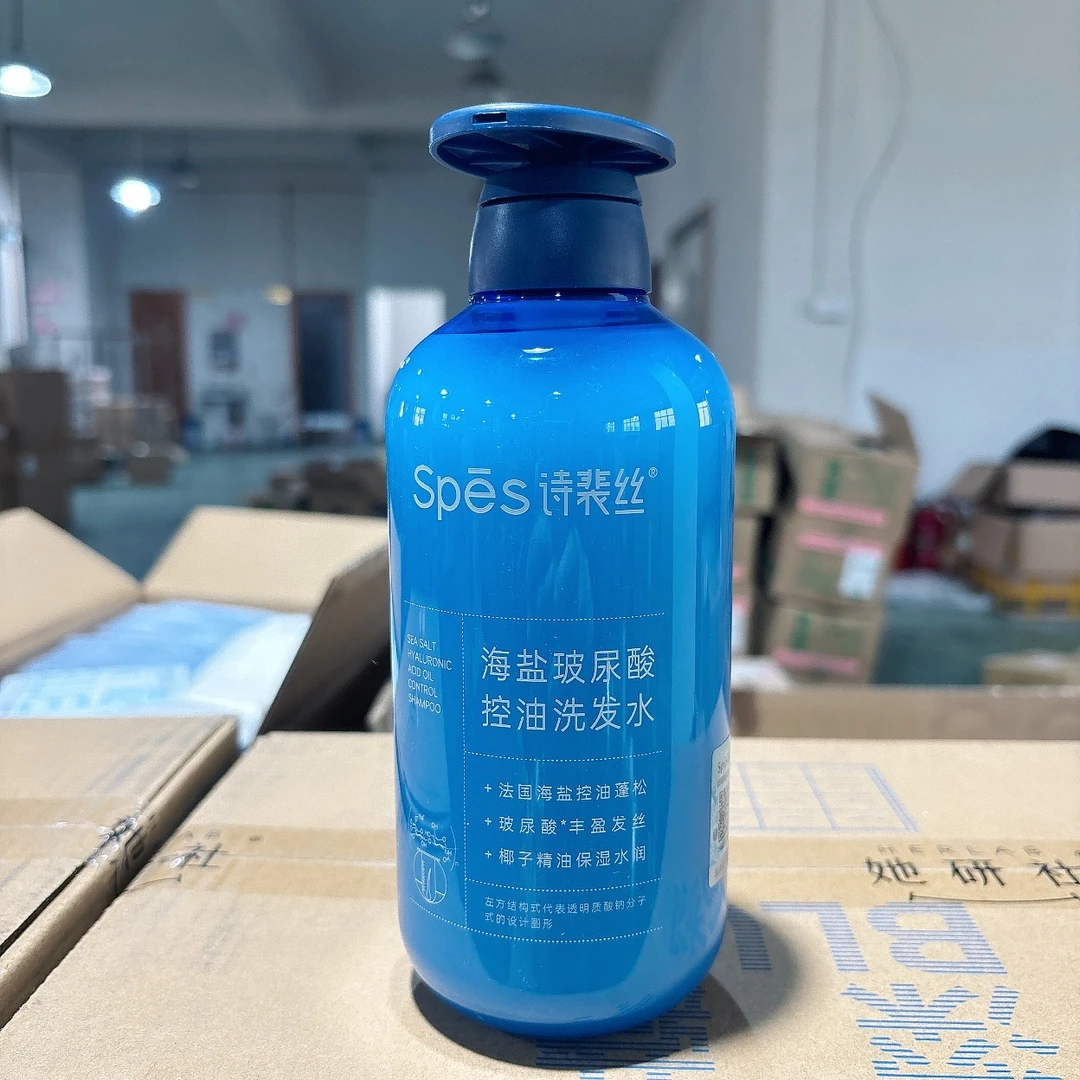 Spēs 诗裴丝®
SEA SALT
HYALURONIC
ACID OIL
CONTROL
SHAMPOO
海盐玻尿酸
控油洗发水
+ 法国海盐控油蓬松
+ 玻尿酸*丰盈发丝
+ 椰子精油保湿水润
左方结构式代表透明质酸钠分子
式的设计图形
研社
HERLAB
她研社